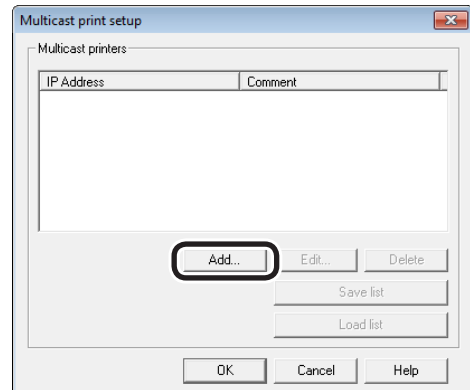 Multicast print setup
Multicast printers
IP Address Comment
Add... Edit... Delete
Save list
Load list
OK Cancel Help